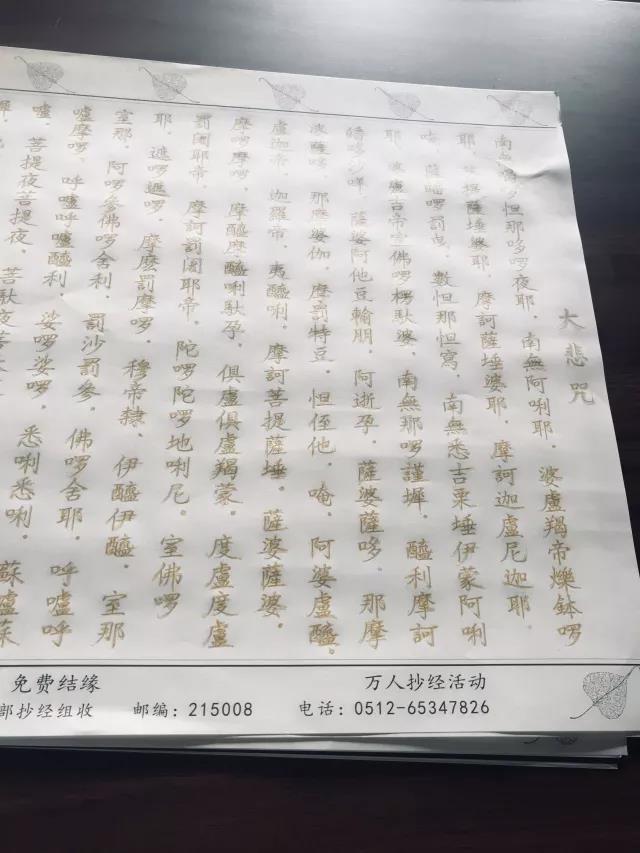 大悲咒
南無喝囉怛那哆囉夜耶。南無阿唎耶。婆盧羯帝爍鉢囉
耶。菩提薩埵婆耶。摩訶薩埵婆耶。摩訶迦盧尼迦耶。
唵。薩皤囉罰曳。數怛那怛寫。南無悉吉栗埵伊蒙阿唎
耶。婆盧吉帝室佛囉楞馱婆。南無那囉謹墀。醯利摩訶
皤哆沙咩。薩婆阿他豆輸朋。阿逝孕。薩婆薩哆。那摩
婆薩哆。那摩婆伽。摩罰特豆。怛侄他。唵。阿婆盧醯。
盧迦帝。迦羅帝。夷醯唎。摩訶菩提薩埵。薩婆薩婆。
摩囉摩囉。摩醯摩醯唎馱孕。俱盧俱盧羯蒙。度盧度盧
罰闍耶帝。摩訶罰闍耶帝。陀囉陀囉地唎尼。室佛囉
耶。遮囉遮囉。摩麼罰摩囉。穆帝隸。伊醯伊醯。室那
室那。阿囉參佛囉舍利。罰沙罰參。佛囉舍耶。呼嚧呼
嚧摩囉。呼嚧呼嚧醯利。娑囉娑囉。悉唎悉唎。蘇盧蘇
嚧。菩提夜菩提夜。菩馱夜菩
免费结缘 万人抄经活动
部抄经组收 邮编：215008 电话：0512-65347826